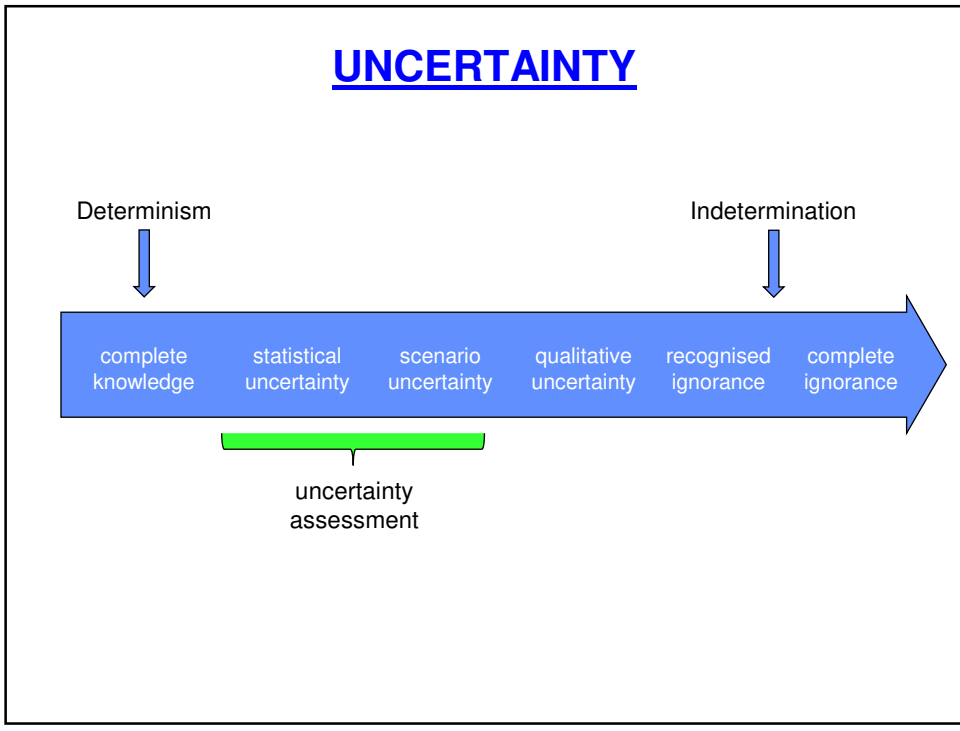 UNCERTAINTY
Determinism
Indetermination
complete
knowledge
statistical
uncertainty
scenario
uncertainty
qualitative
uncertainty
recognised
ignorance
complete
ignorance
uncertainty
assessment